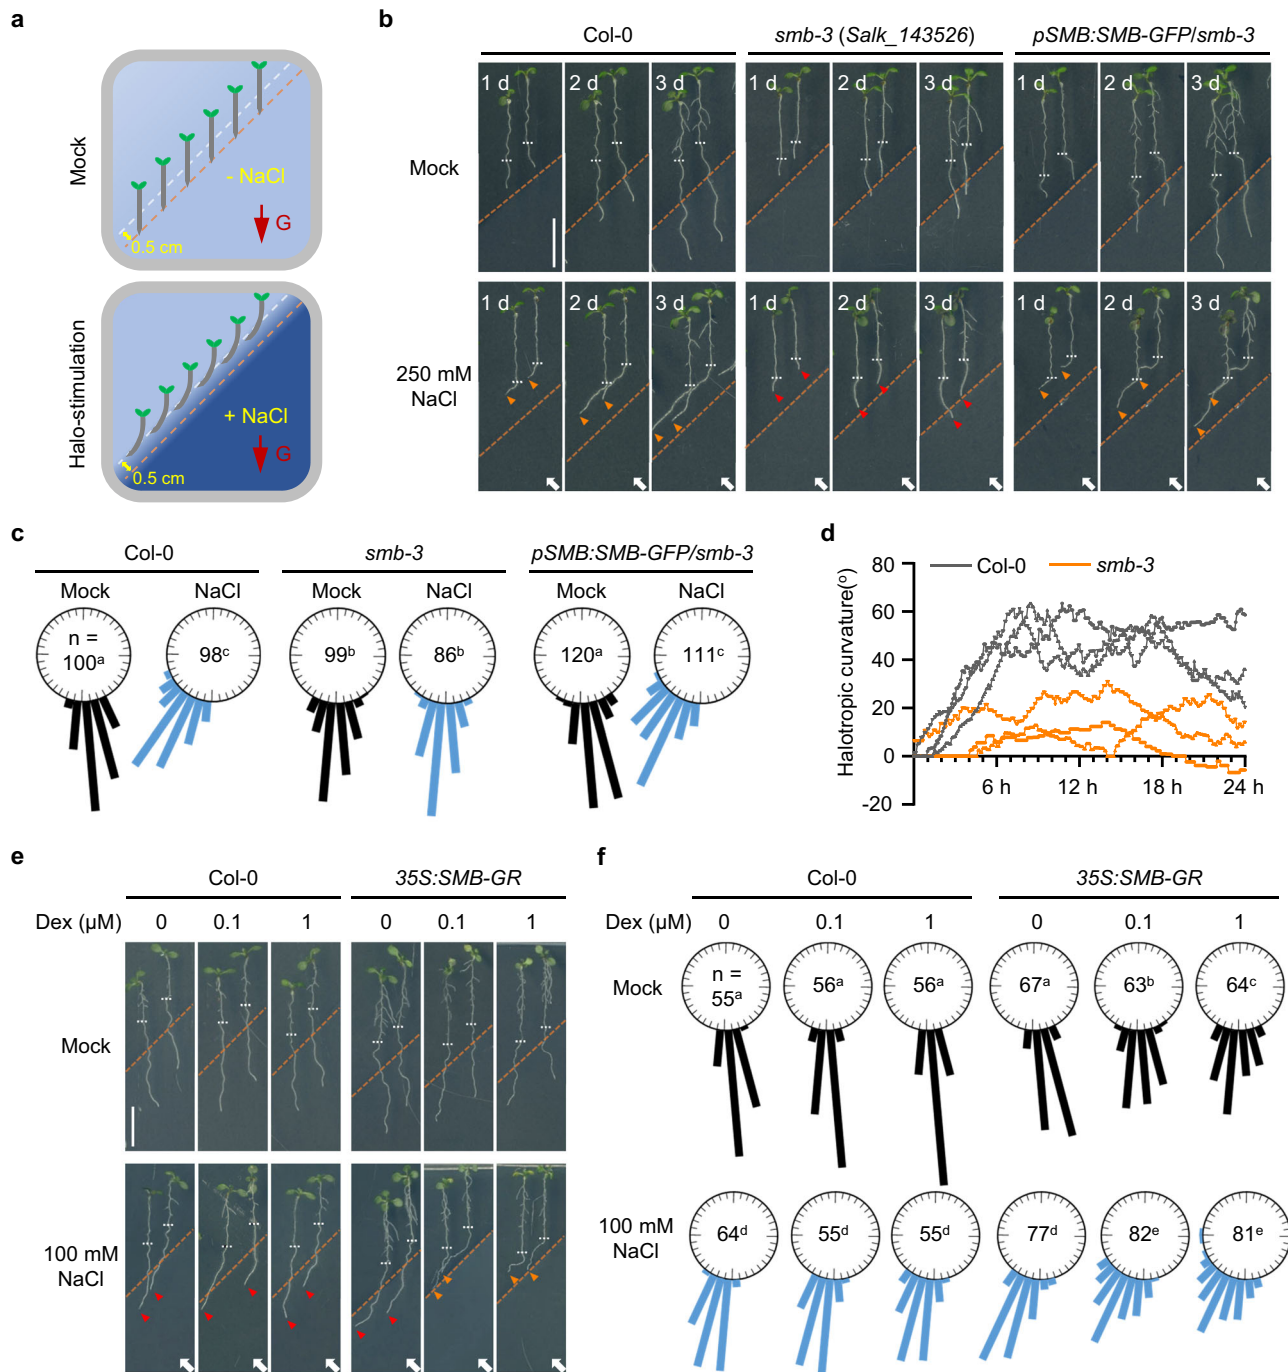 a
Mock
- NaCl
G
0.5 cm
Halo-stimulation
+ NaCl
G
0.5 cm
b
Col-0 smb-3 (Salk_143526) pSMB:SMB-GFP/smb-3
Mock
1 d 2 d 3 d 1 d 2 d 3 d 1 d 2 d 3 d
250 mM
NaCl
1 d 2 d 3 d 1 d 2 d 3 d 1 d 2 d 3 d
c
Col-0 smb-3 pSMB:SMB-GFP/smb-3
Mock NaCl Mock NaCl Mock NaCl
n =
100ᵃ 98ᶜ 99ᵇ 86ᵇ 120ᵃ 111ᶜ
d
Halotropic curvature(º)
Col-0 smb-3
80
60
40
20
0
-20
6 h 12 h 18 h 24 h
e
Col-0 35S:SMB-GR
Dex (µM) 0 0.1 1 0 0.1 1
Mock
100 mM
NaCl
f
Col-0 35S:SMB-GR
Dex (µM) 0 0.1 1 0 0.1 1
Mock
n =
55ᵃ 56ᵃ 56ᵃ 67ᵃ 63ᵇ 64ᶜ
100 mM
NaCl
64ᵈ 55ᵈ 55ᵈ 77ᵈ 82ᵉ 81ᵉ